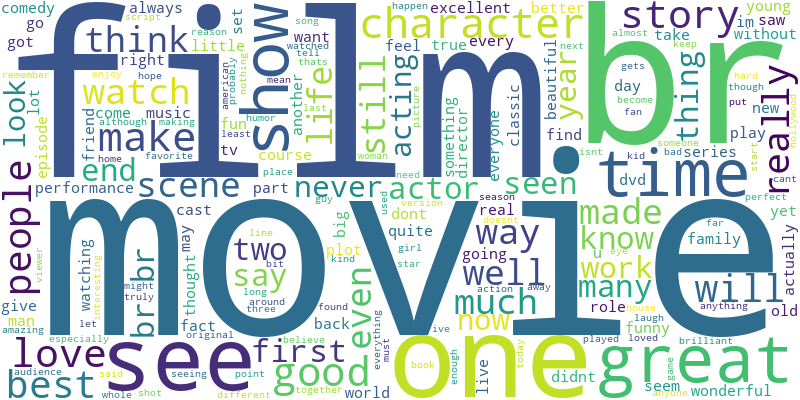 film
br
movie
one
see
great
time
show
character
story
think
make
watch
life
still
acting
year
thing
really
people
look
end
scene
never
actor
seen
made
know
work
many
will
way
well
much
now
even
good
first
love
best
two
say
br br
comedy
script
always
go
reason
little
set
song
want
happen
excellent
better
young
im
saw
take
without
got
right
watched
tell
thats
feel
true
every
almost
next
keep
remember
enjoy
hope
american
probably
nothing
mean
another
last
picture
something
director
everyone
classic
beautiful
gets
day
become
fan
hard
though
put
new
hollywood
lot
episode
friend
come
although
making
music
fun
least
humor
tv
course
woman
find
isnt
kid
someone
bad
play
start
cant
home
favorite
place
need
series
dvd
perfect
yet
performance
part
used
guy
version
doesnt
season
real
big
dont
quite
girl
plot
kind
star
going
action
away
u
eye
far
family
actually
cast
may
thought
line
bit
long
around
three
viewer
watching
interesting
might
truly
let
give
man
amazing
fact
original
found
back
ive
role
house
anything
old
laugh
funny
especially
believe
everything
must
book
enough
today
live
played
loved
brilliant
audience
said
seeing
point
together
world
whole
shot
different
didnt
seem
game
anyone
wonderful